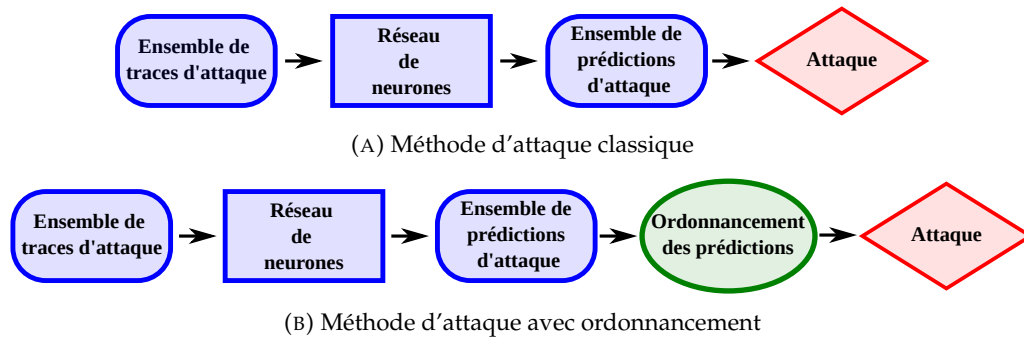 Ensemble de
traces d'attaque
Réseau
de
neurones
Ensemble de
prédictions
d'attaque
Attaque
(A) Méthode d'attaque classique
Ensemble de
traces d'attaque
Réseau
de
neurones
Ensemble de
prédictions
d'attaque
Ordonnancement
des prédictions
Attaque
(B) Méthode d'attaque avec ordonnancement